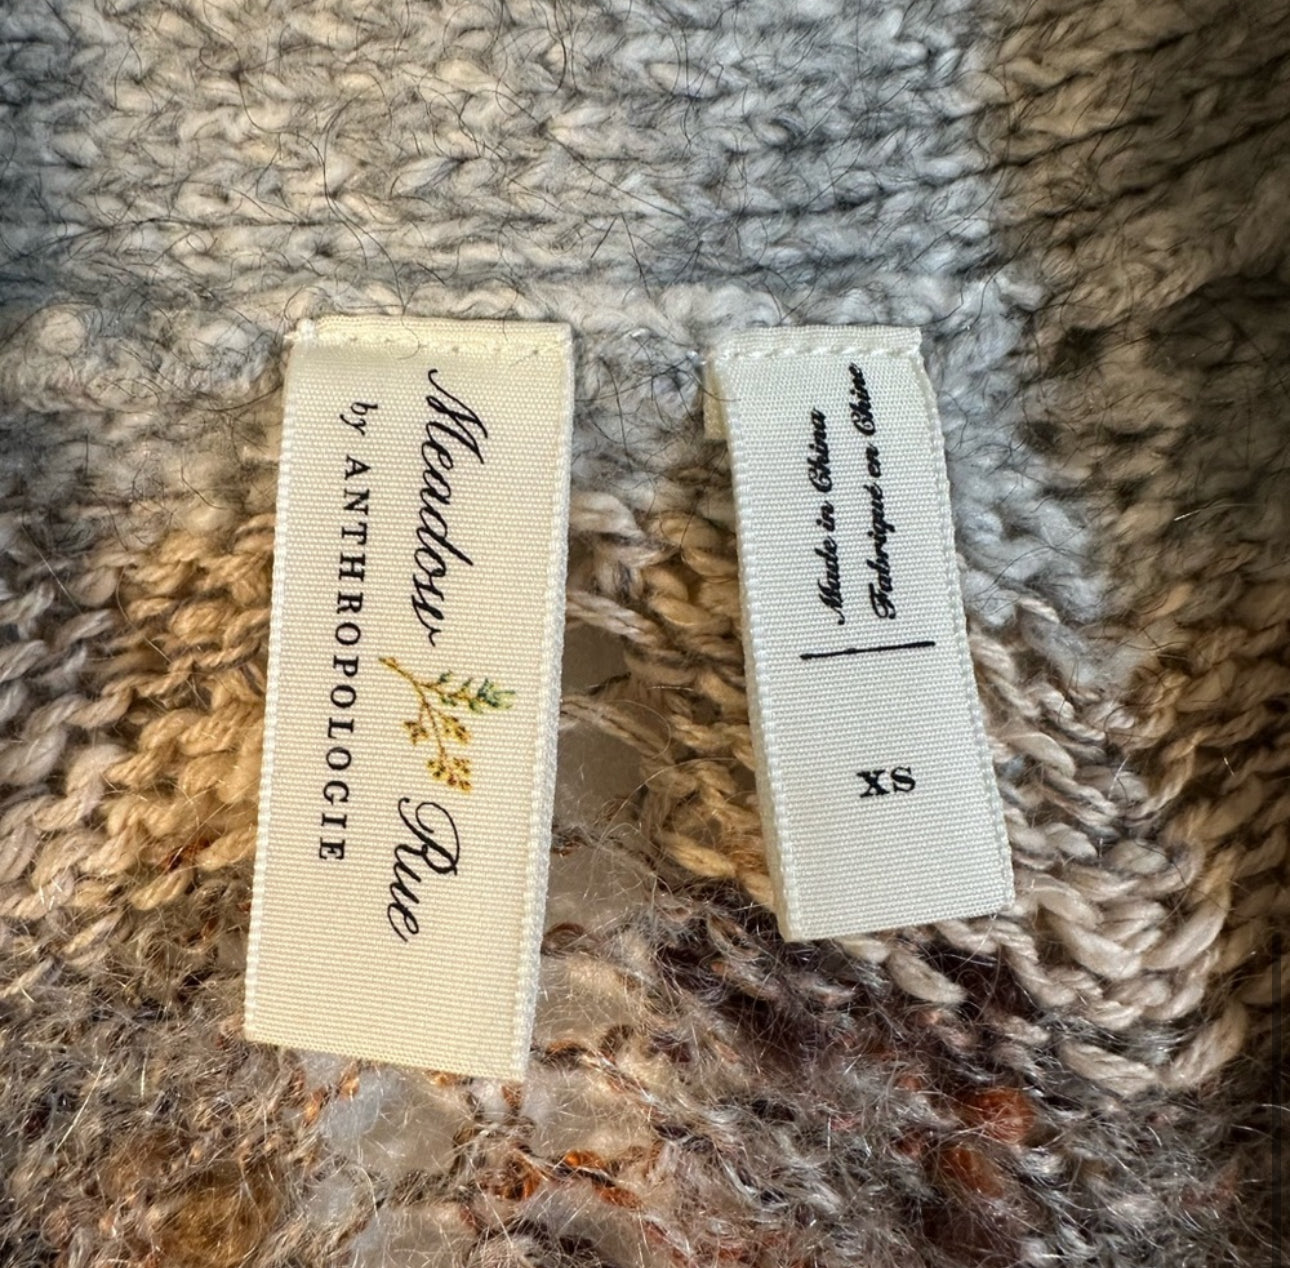 Meadow Rue
by ANTHROPOLOGIE
Made in China
Fabriqué en Chine
XS